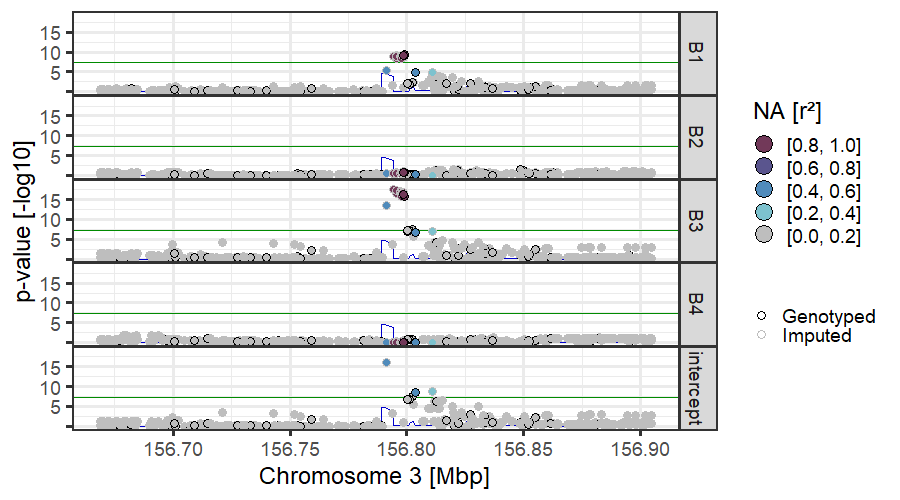 15
10
5
B1
15
10
5
B2
15
10
5
B3
15
10
5
B4
15
10
5
intercept
p-value [-log10]
156.70
156.75
156.80
156.85
156.90
Chromosome 3 [Mbp]
NA [r²]
[0.8, 1.0]
[0.6, 0.8]
[0.4, 0.6]
[0.2, 0.4]
[0.0, 0.2]
Genotyped
Imputed